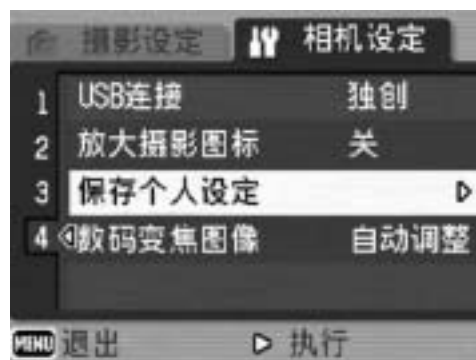 摄影设定 相机设定
1 USB连接 独创
2 放大摄影图标 关
3 保存个人设定
4 数码变焦图像 自动调整
MENU 退出 执行